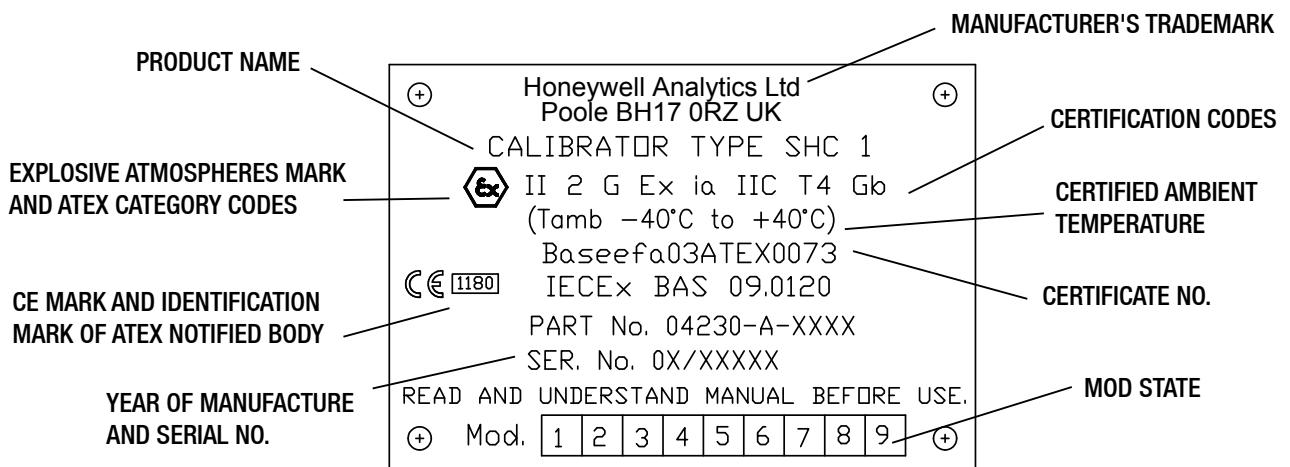 MANUFACTURER'S TRADEMARK
PRODUCT NAME
Honeywell Analytics Ltd
Poole BH17 0RZ UK
CERTIFICATION CODES
CALIBRATOR TYPE SHC 1
EXPLOSIVE ATMOSPHERES MARK
AND ATEX CATEGORY CODES
Ex II 2 G Ex ia IIC T4 Gb
CERTIFIED AMBIENT
TEMPERATURE
(Tamb -40°C to +40°C)
Baseefa03ATEX0073
CE 1180 IECEx BAS 09.0120
CERTIFICATE NO.
CE MARK AND IDENTIFICATION
MARK OF ATEX NOTIFIED BODY
PART No. 04230-A-XXXX
SER. No. 0X/XXXXX
YEAR OF MANUFACTURE
AND SERIAL NO.
READ AND UNDERSTAND MANUAL BEFORE USE.
MOD STATE
Mod. 1 2 3 4 5 6 7 8 9